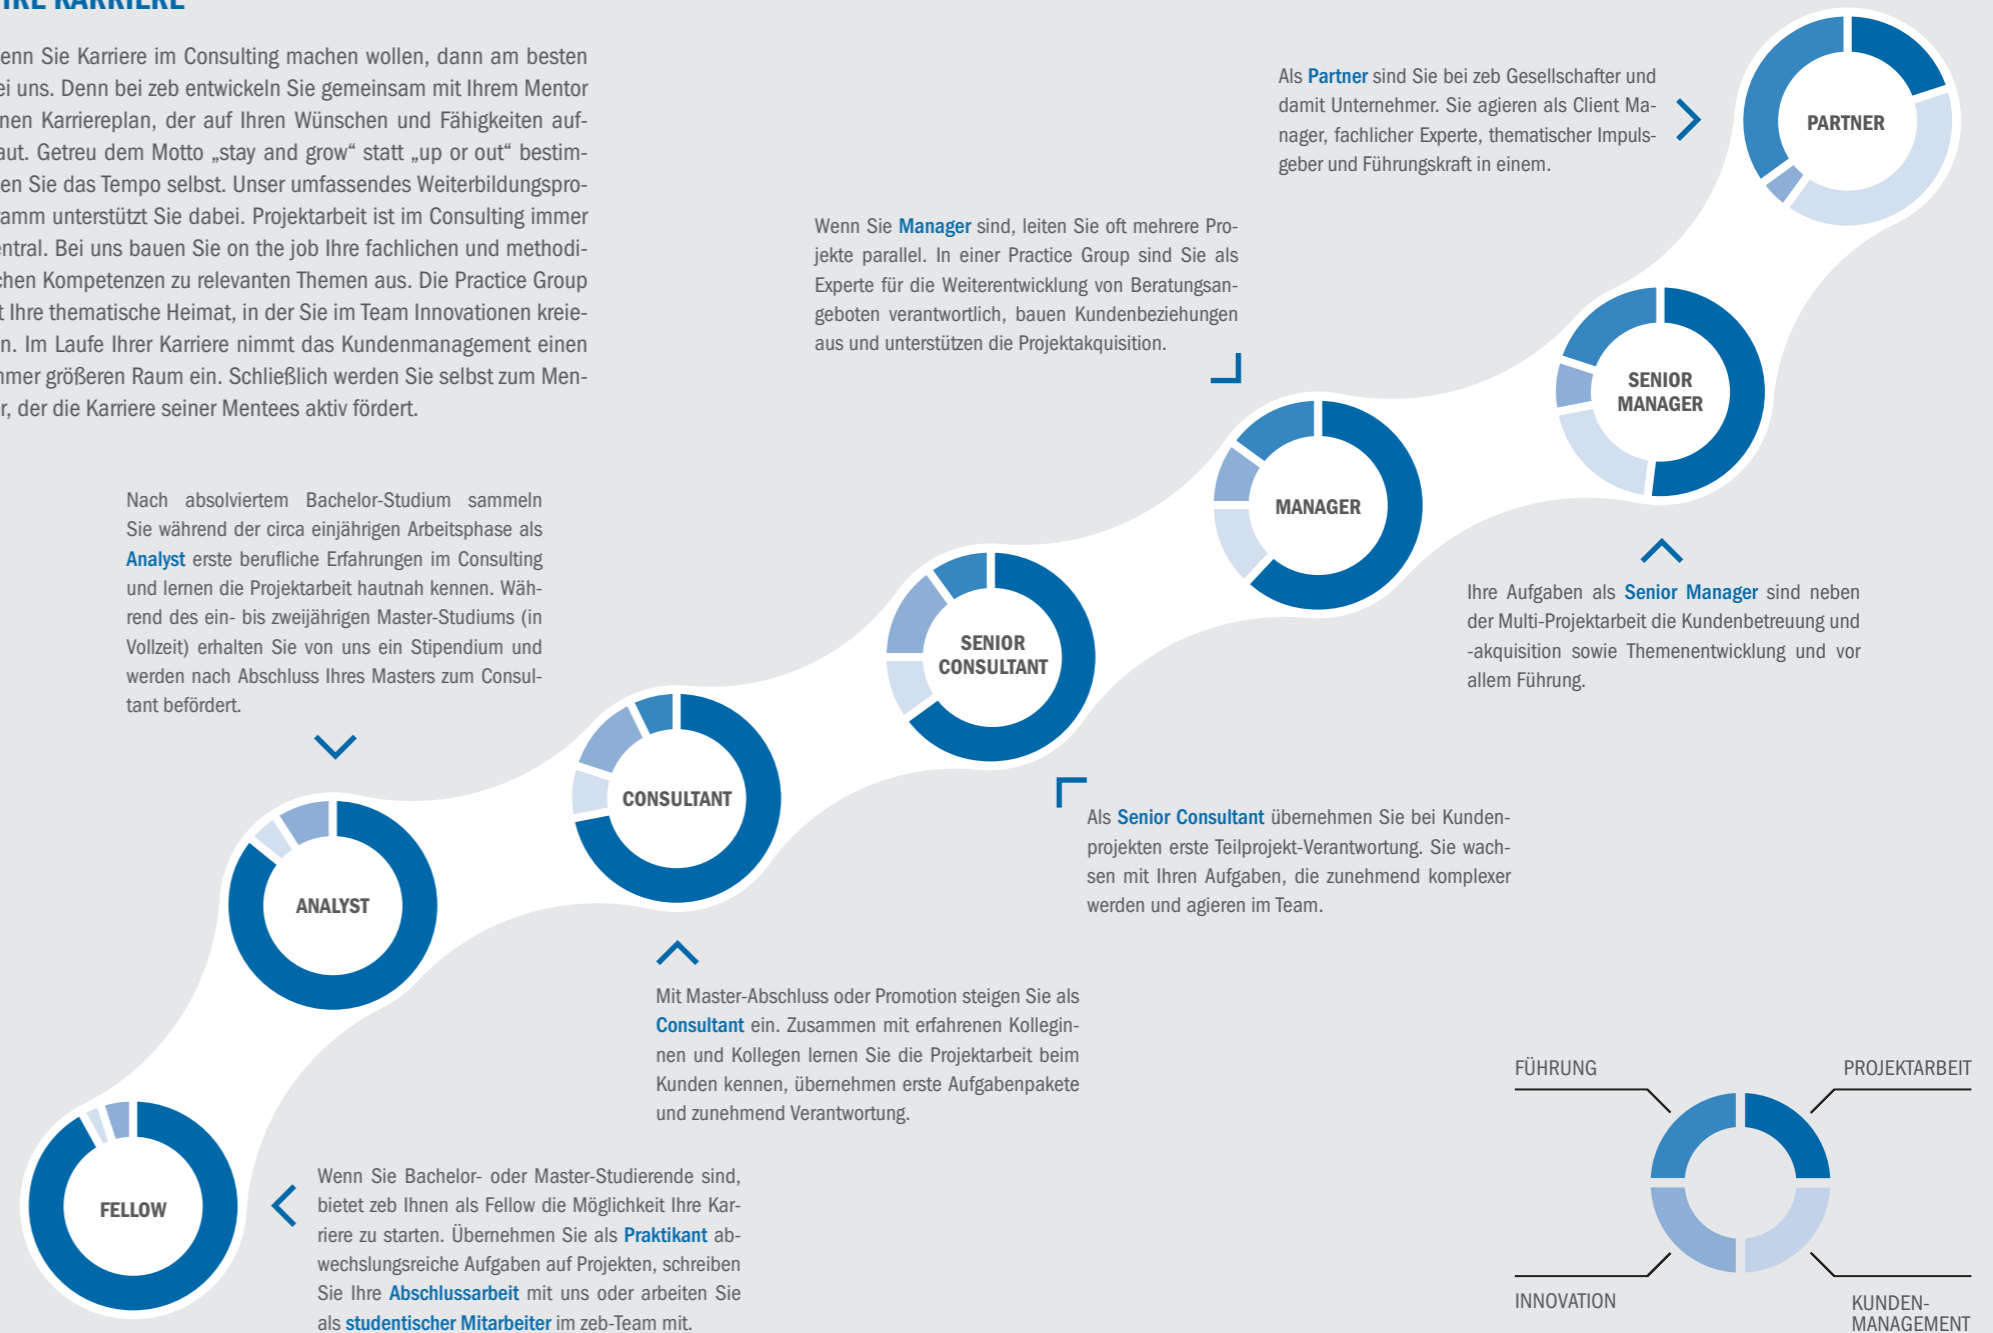 IHRE KARRIERE
enn Sie Karriere im Consulting machen wollen, dann am besten
ei uns. Denn bei zeb entwickeln Sie gemeinsam mit Ihrem Mentor
nen Karriereplan, der auf Ihren Wünschen und Fähigkeiten auf-
aut. Getreu dem Motto „stay and grow“ statt „up or out“ bestim-
en Sie das Tempo selbst. Unser umfassendes Weiterbildungspro-
ramm unterstützt Sie dabei. Projektarbeit ist im Consulting immer
entral. Bei uns bauen Sie on the job Ihre fachlichen und methodi-
chen Kompetenzen zu relevanten Themen aus. Die Practice Group
t Ihre thematische Heimat, in der Sie im Team Innovationen kreie-
n. Im Laufe Ihrer Karriere nimmt das Kundenmanagement einen
mmer größeren Raum ein. Schließlich werden Sie selbst zum Men-
r, der die Karriere seiner Mentees aktiv fördert.
Als Partner sind Sie bei zeb Gesellschafter und
damit Unternehmer. Sie agieren als Client Ma-
nager, fachlicher Experte, thematischer Impuls-
geber und Führungskraft in einem.
PARTNER
Wenn Sie Manager sind, leiten Sie oft mehrere Pro-
jekte parallel. In einer Practice Group sind Sie als
Experte für die Weiterentwicklung von Beratungsan-
geboten verantwortlich, bauen Kundenbeziehungen
aus und unterstützen die Projektakquisition.
SENIOR
MANAGER
MANAGER
Nach absolviertem Bachelor-Studium sammeln
Sie während der circa einjährigen Arbeitsphase als
Analyst erste berufliche Erfahrungen im Consulting
und lernen die Projektarbeit hautnah kennen. Wäh-
rend des ein- bis zweijährigen Master-Studiums (in
Vollzeit) erhalten Sie von uns ein Stipendium und
werden nach Abschluss Ihres Masters zum Consul-
tant befördert.
Ihre Aufgaben als Senior Manager sind neben
der Multi-Projektarbeit die Kundenbetreuung und
-akquisition sowie Themenentwicklung und vor
allem Führung.
SENIOR
CONSULTANT
CONSULTANT
Als Senior Consultant übernehmen Sie bei Kunden-
projekten erste Teilprojekt-Verantwortung. Sie wach-
sen mit Ihren Aufgaben, die zunehmend komplexer
werden und agieren im Team.
ANALYST
Mit Master-Abschluss oder Promotion steigen Sie als
Consultant ein. Zusammen mit erfahrenen Kollegin-
nen und Kollegen lernen Sie die Projektarbeit beim
Kunden kennen, übernehmen erste Aufgabenpakete
und zunehmend Verantwortung.
FELLOW
Wenn Sie Bachelor- oder Master-Studierende sind,
bietet zeb Ihnen als Fellow die Möglichkeit Ihre Kar-
riere zu starten. Übernehmen Sie als Praktikant ab-
wechslungsreiche Aufgaben auf Projekten, schreiben
Sie Ihre Abschlussarbeit mit uns oder arbeiten Sie
als studentischer Mitarbeiter im zeb-Team mit.
FÜHRUNG
PROJEKTARBEIT
INNOVATION
KUNDEN-
MANAGEMENT